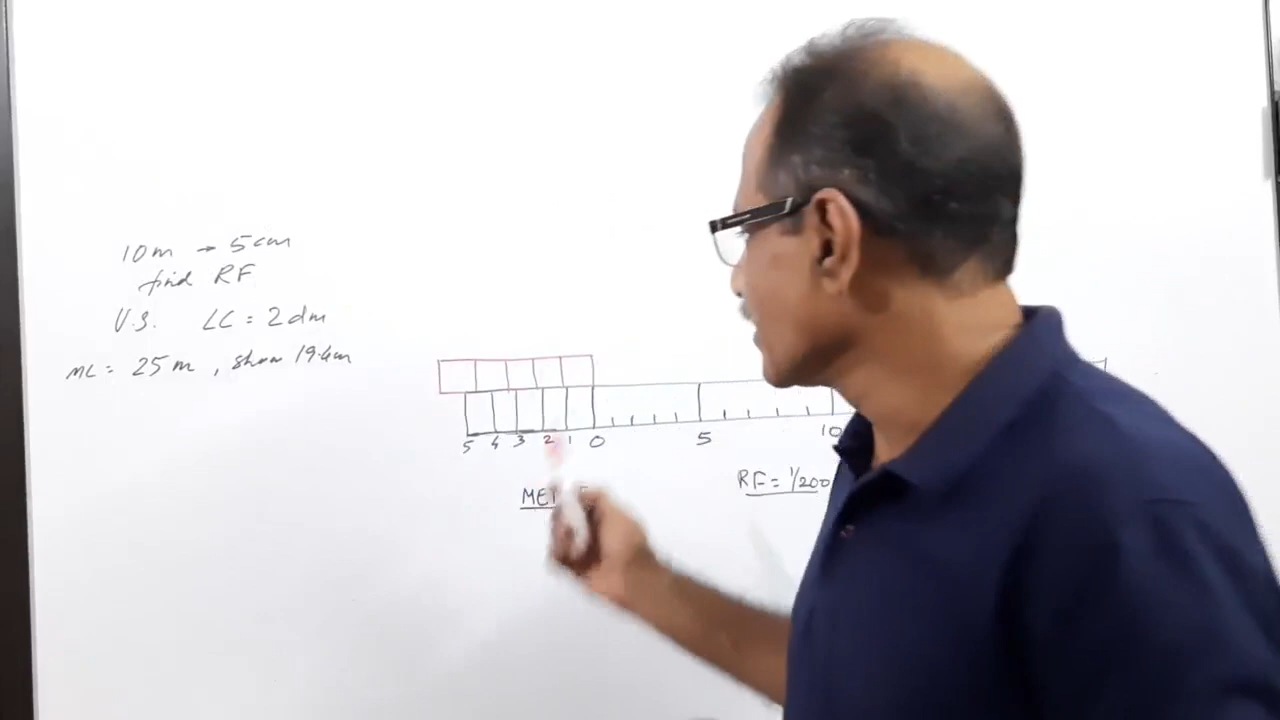 10m → 5cm
find RF
V.S. LC = 2dm
ML = 25m, show 19.4m
5 4 3 2 1 0 5 10
RF = 1/200